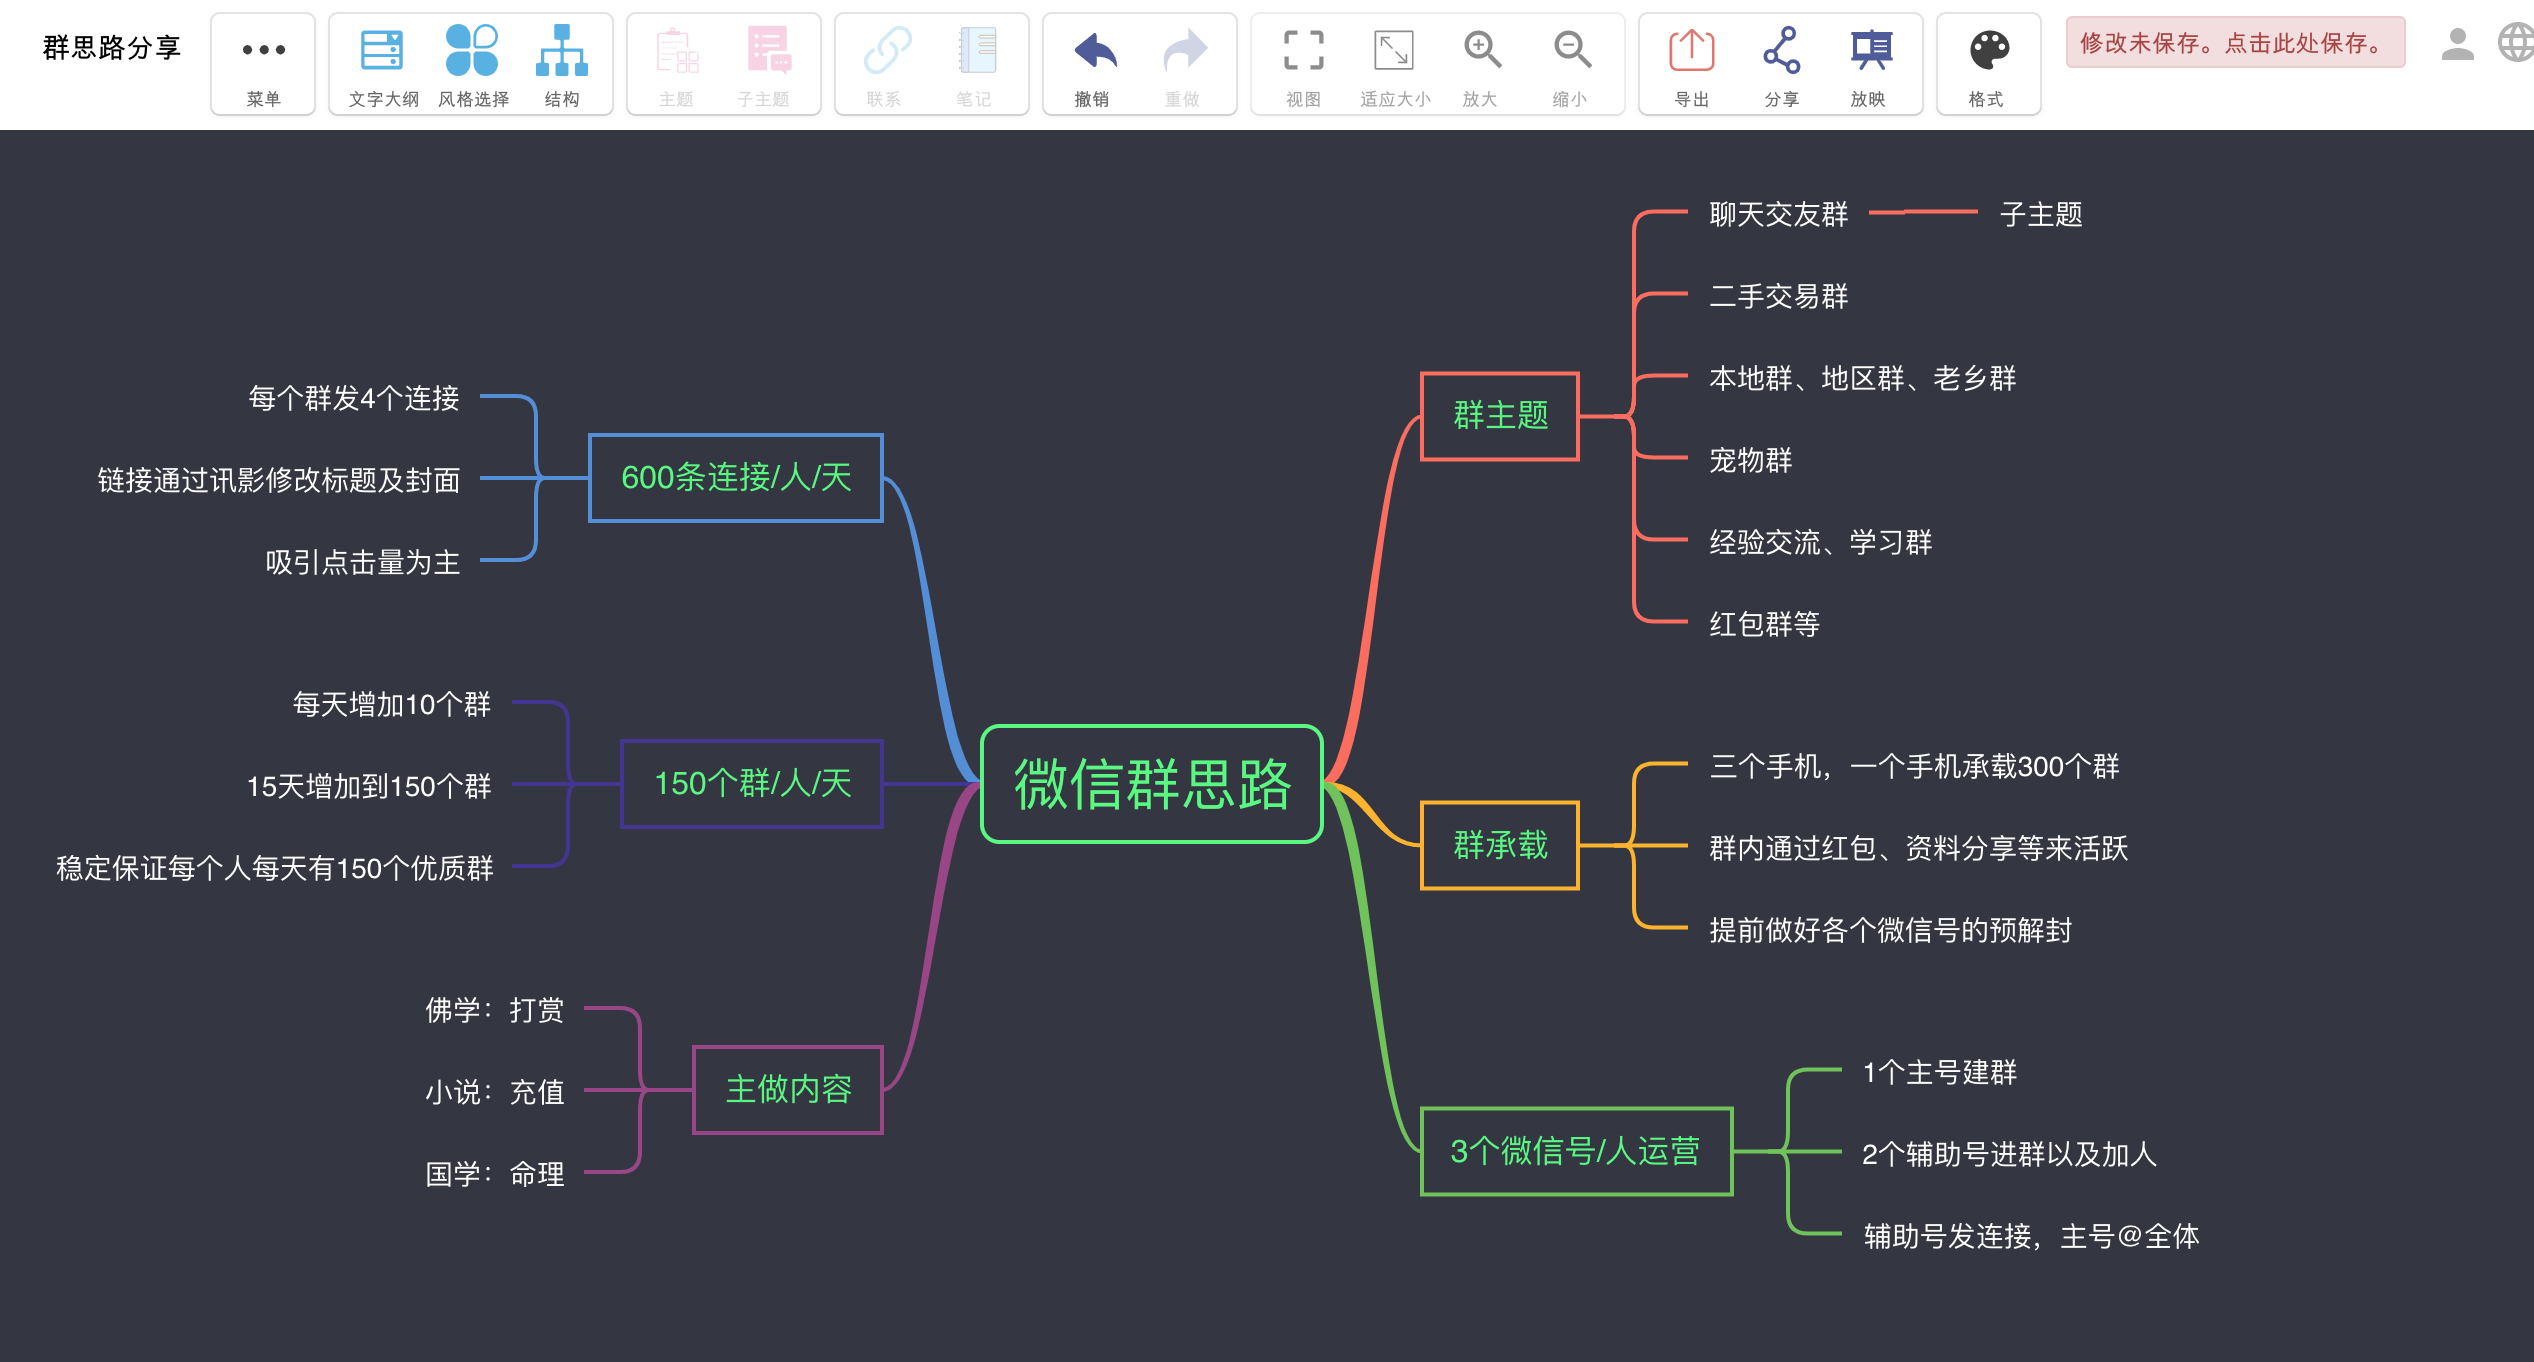 群思路分享
菜单
文字大纲
风格选择
结构
主题
子主题
联系
笔记
撤销
重做
视图
适应大小
放大
缩小
导出
分享
放映
格式
修改未保存。点击此处保存。
微信群思路
600条连接/人/天
每个群发4个连接
链接通过讯影修改标题及封面
吸引点击量为主
150个群/人/天
每天增加10个群
15天增加到150个群
稳定保证每个人每天有150个优质群
主做内容
佛学：打赏
小说：充值
国学：命理
群主题
聊天交友群
子主题
二手交易群
本地群、地区群、老乡群
宠物群
经验交流、学习群
红包群等
群承载
三个手机，一个手机承载300个群
群内通过红包、资料分享等来活跃
提前做好各个微信号的预解封
3个微信号/人运营
1个主号建群
2个辅助号进群以及加人
辅助号发连接，主号@全体